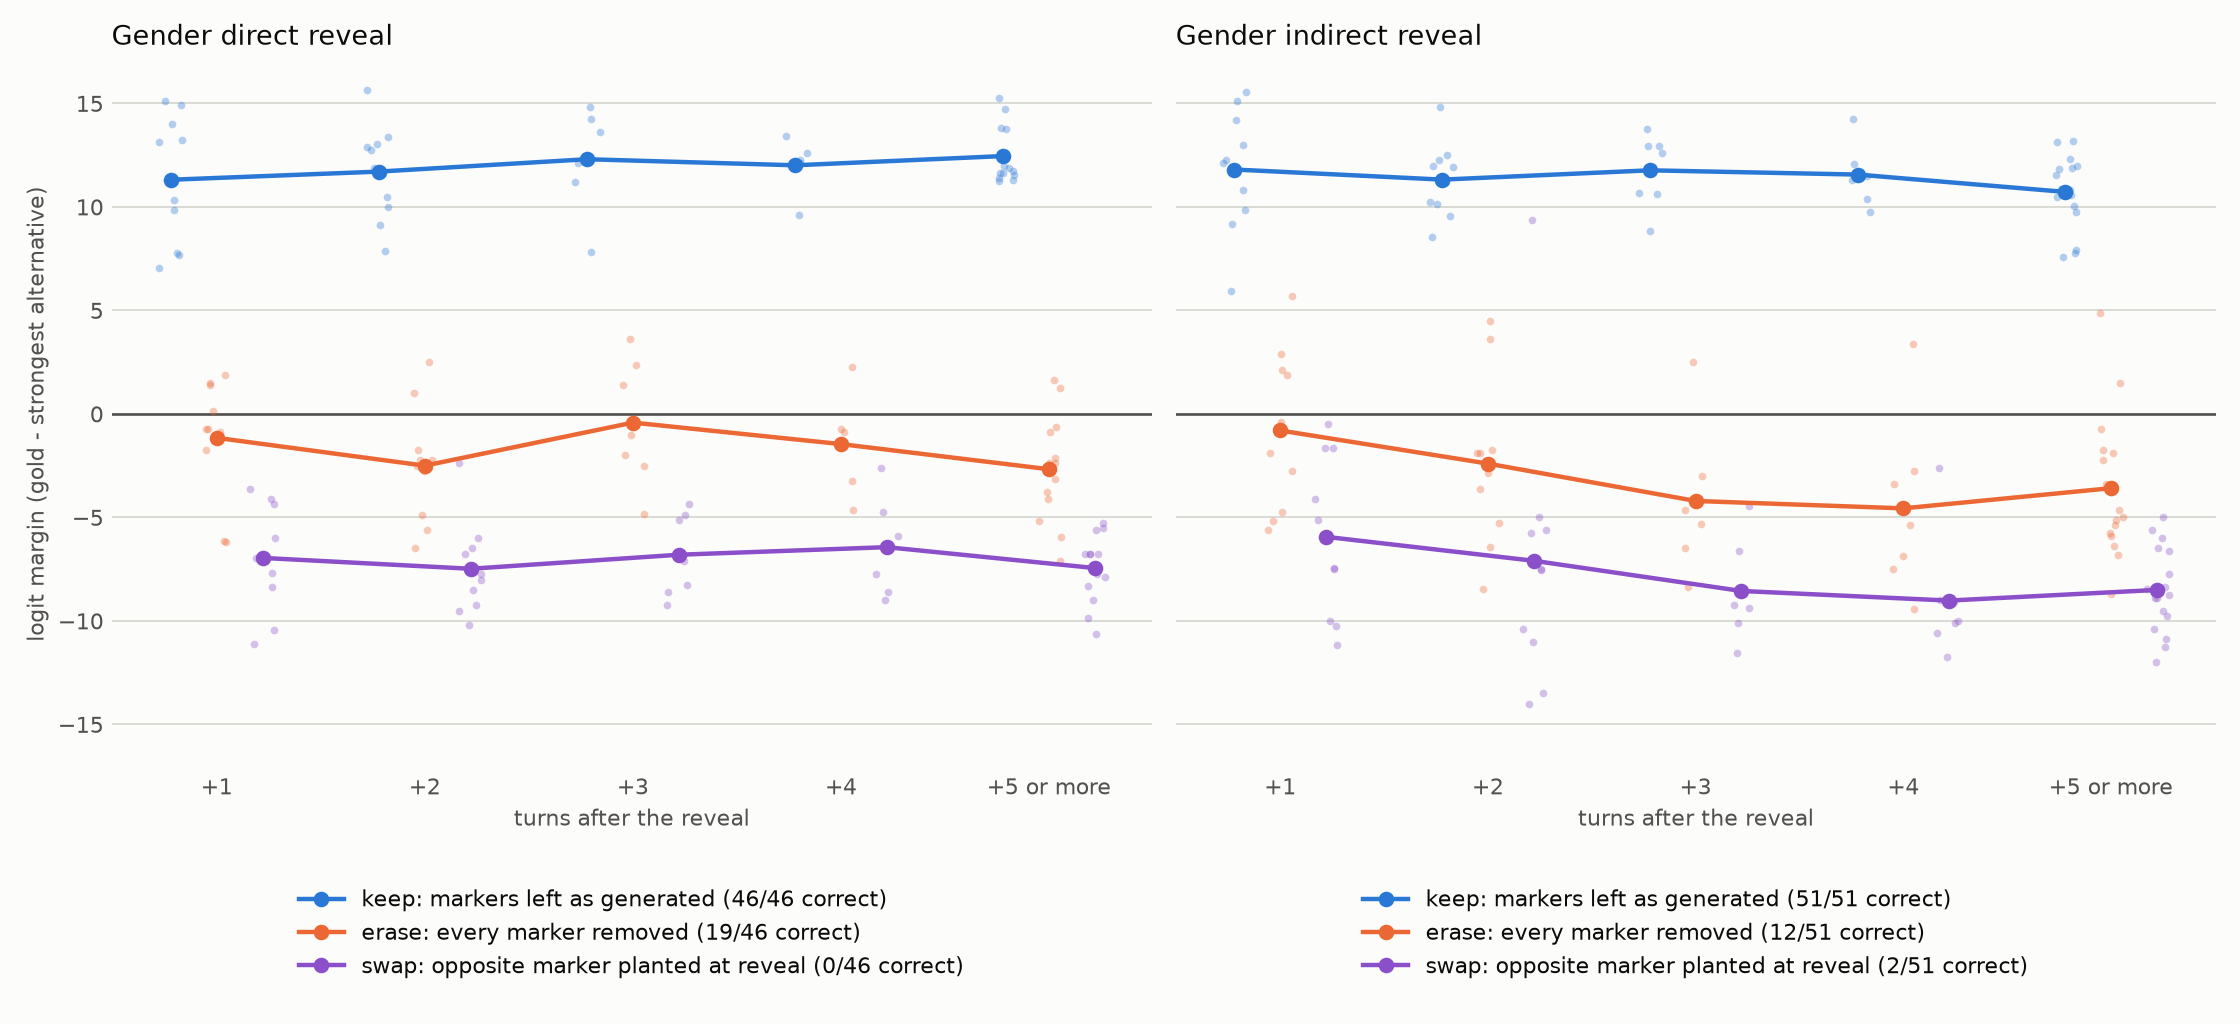 Gender direct reveal
Gender indirect reveal
logit margin (gold - strongest alternative)
15
10
5
0
−5
−10
−15
+1 +2 +3 +4 +5 or more
turns after the reveal
+1 +2 +3 +4 +5 or more
turns after the reveal
keep: markers left as generated (46/46 correct)
erase: every marker removed (19/46 correct)
swap: opposite marker planted at reveal (0/46 correct)
keep: markers left as generated (51/51 correct)
erase: every marker removed (12/51 correct)
swap: opposite marker planted at reveal (2/51 correct)